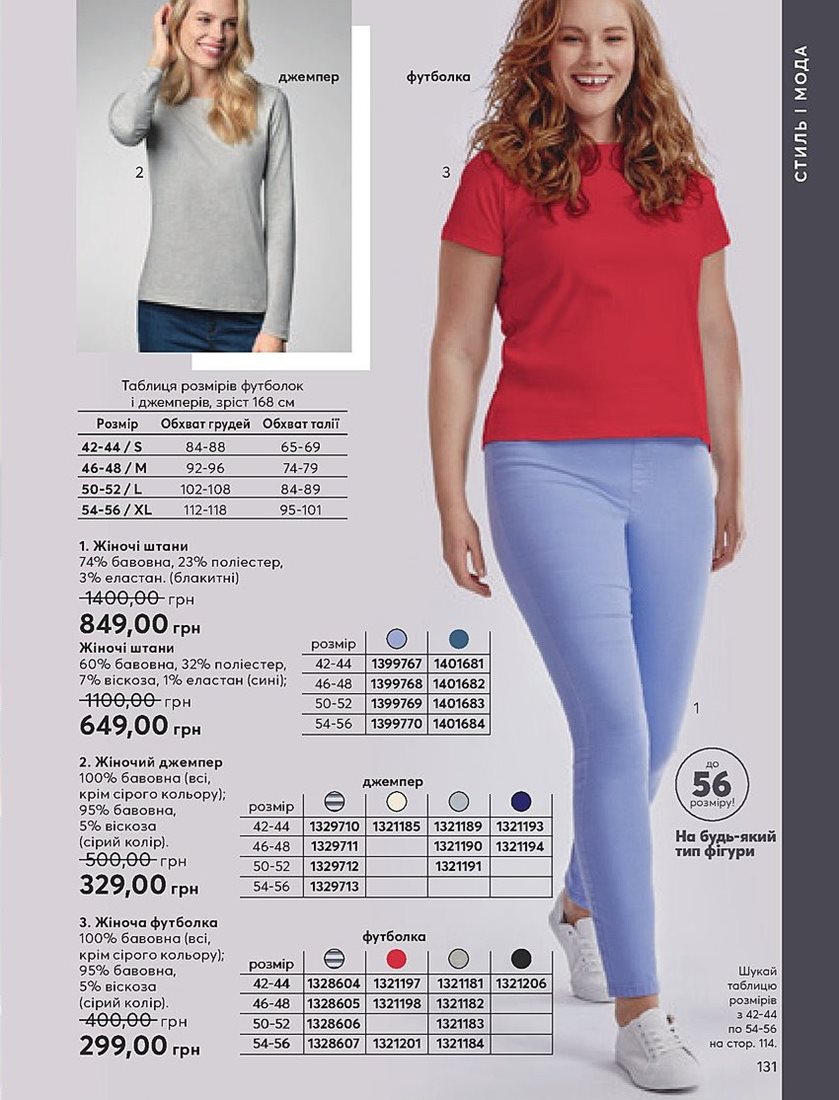 джемпер
футболка
СТИЛЬ | МОДА
2
3
Таблиця розмірів футболок
і джемперів, зріст 168 см
Розмір Обхват грудей Обхват талії
42-44 / S 84-88 65-69
46-48 / M 92-96 74-79
50-52 / L 102-108 84-89
54-56 / XL 112-118 95-101
1. Жіночі штани
74% бавовна, 23% поліестер,
3% еластан. (блакитні)
1400,00 грн
849,00 грн
Жіночі штани
60% бавовна, 32% поліестер,
7% віскоза, 1% еластан (сині);
1100,00 грн
649,00 грн
розмір
42-44 1399767 1401681
46-48 1399768 1401682
50-52 1399769 1401683
54-56 1399770 1401684
1
до
56
розміру!
На будь-який
тип фігури
2. Жіночий джемпер
100% бавовна (всі,
крім сірого кольору);
95% бавовна,
5% віскоза
(сірий колір).
500,00 грн
329,00 грн
джемпер
розмір
42-44 1329710 1321185 1321189 1321193
46-48 1329711 1321190 1321194
50-52 1329712 1321191
54-56 1329713
3. Жіноча футболка
100% бавовна (всі,
крім сірого кольору);
95% бавовна,
5% віскоза
(сірий колір).
400,00 грн
299,00 грн
футболка
розмір
42-44 1328604 1321197 1321181 1321206
46-48 1328605 1321198 1321182
50-52 1328606 1321183
54-56 1328607 1321201 1321184
Шукай
таблицю
розмірів
з 42-44
по 54-56
на стор. 114.
131